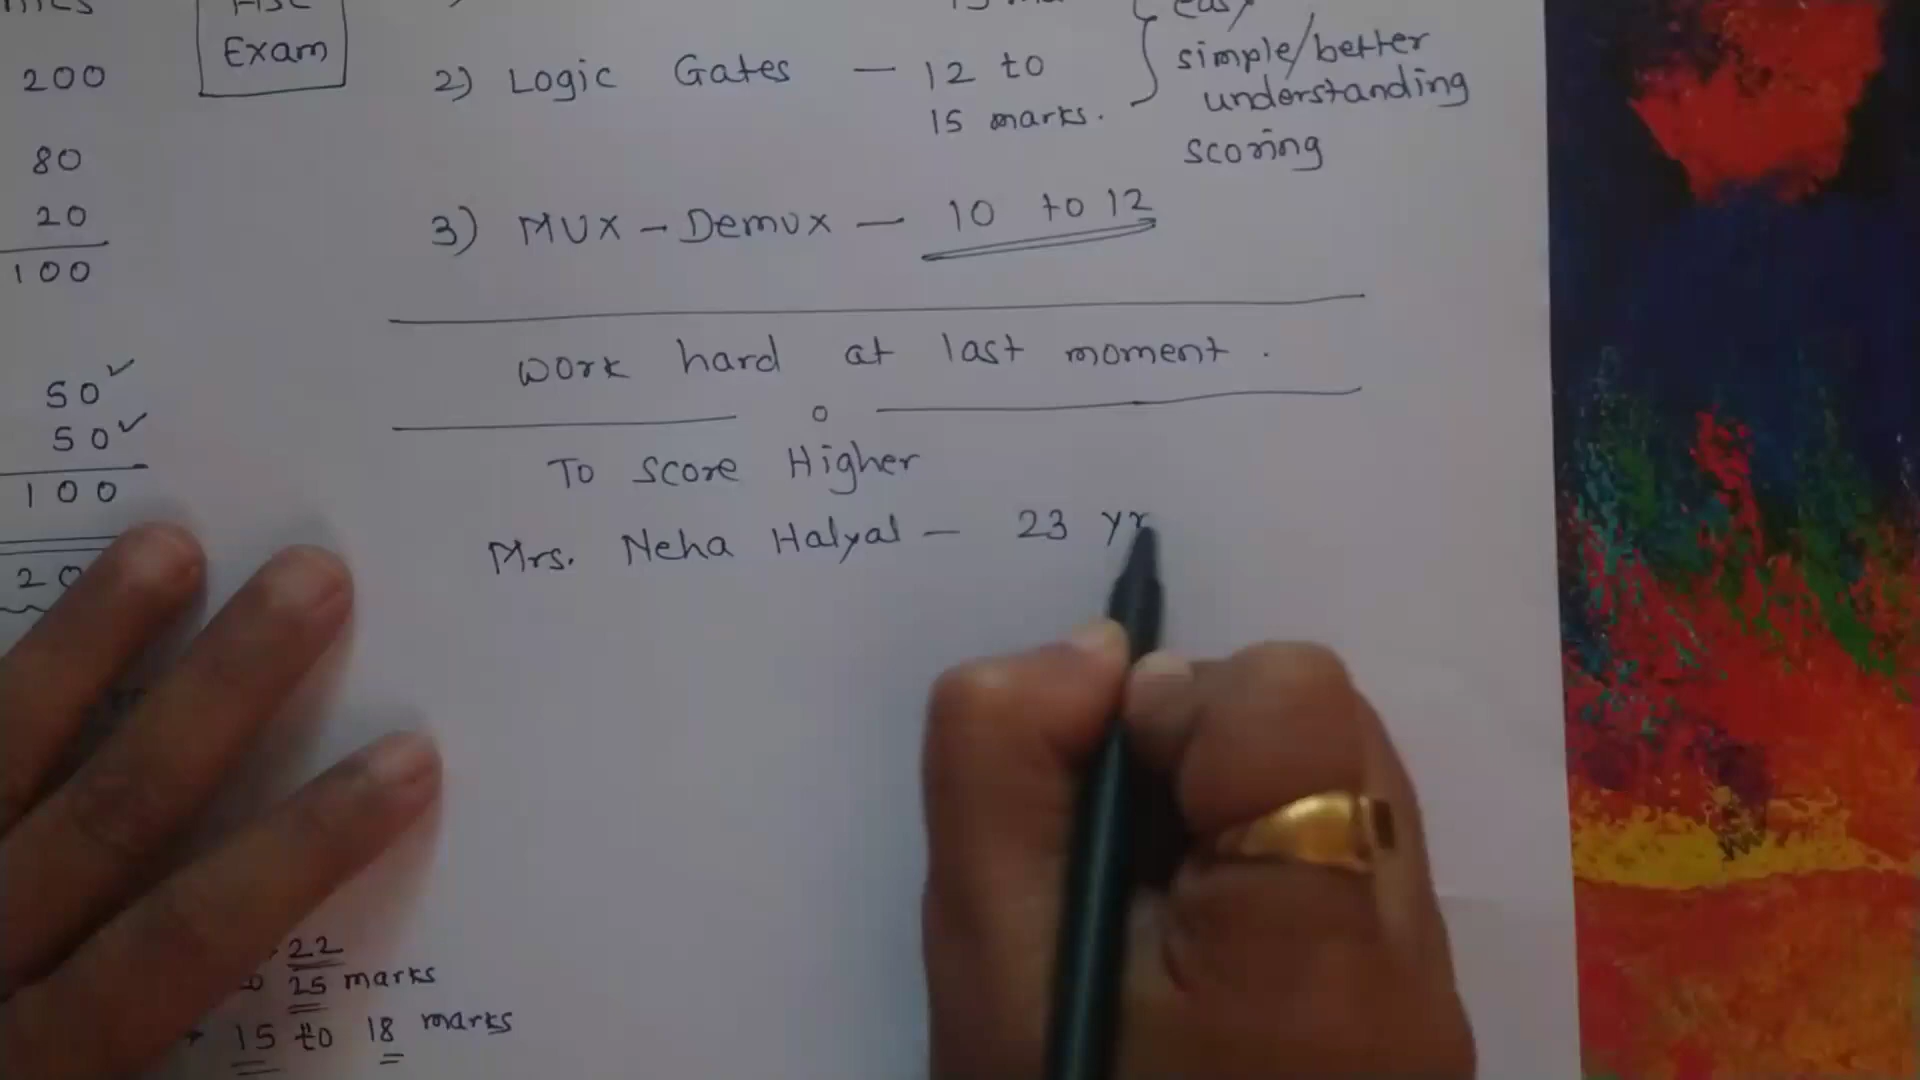 200
80
20
100
50
50
100
Exam
2) Logic Gates — 12 to
15 marks.
simple/better
understanding
scoring
3) MUX - Demux — 10 to 12
Work hard at last moment.
To score Higher
Mrs. Neha Halyal — 23 yr
22
25 marks
15 to 18 marks